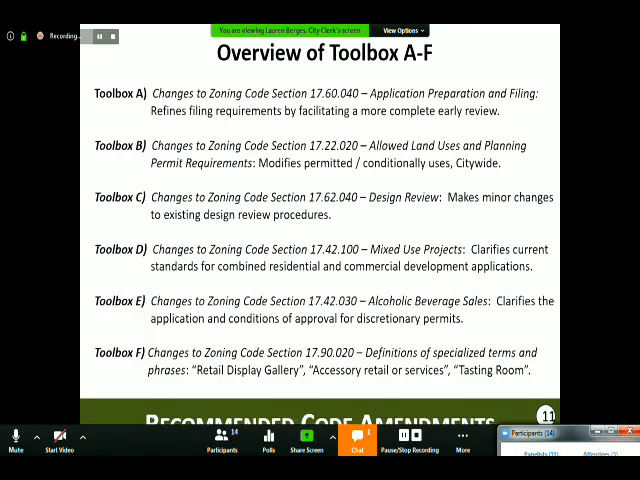 You are viewing Lauren Berges, City Clerk's screen
View Options
Recording...
Overview of Toolbox A-F
Toolbox A) Changes to Zoning Code Section 17.60.040 – Application Preparation and Filing:
Refines filing requirements by facilitating a more complete early review.
Toolbox B) Changes to Zoning Code Section 17.22.020 – Allowed Land Uses and Planning
Permit Requirements: Modifies permitted / conditionally uses, Citywide.
Toolbox C) Changes to Zoning Code Section 17.62.040 – Design Review: Makes minor changes
to existing design review procedures.
Toolbox D) Changes to Zoning Code Section 17.42.100 – Mixed Use Projects: Clarifies current
standards for combined residential and commercial development applications.
Toolbox E) Changes to Zoning Code Section 17.42.030 – Alcoholic Beverage Sales: Clarifies the
application and conditions of approval for discretionary permits.
Toolbox F) Changes to Zoning Code Section 17.90.020 – Definitions of specialized terms and
phrases: “Retail Display Gallery”, “Accessory retail or services”, “Tasting Room”.
RECOMMENDED CODE AMENDMENTS
11
Mute
Start Video
14
Participants
Polls
Share Screen
1
Chat
Pause/Stop Recording
More
Participants (14)
Panelists (11)
Attendees (3)